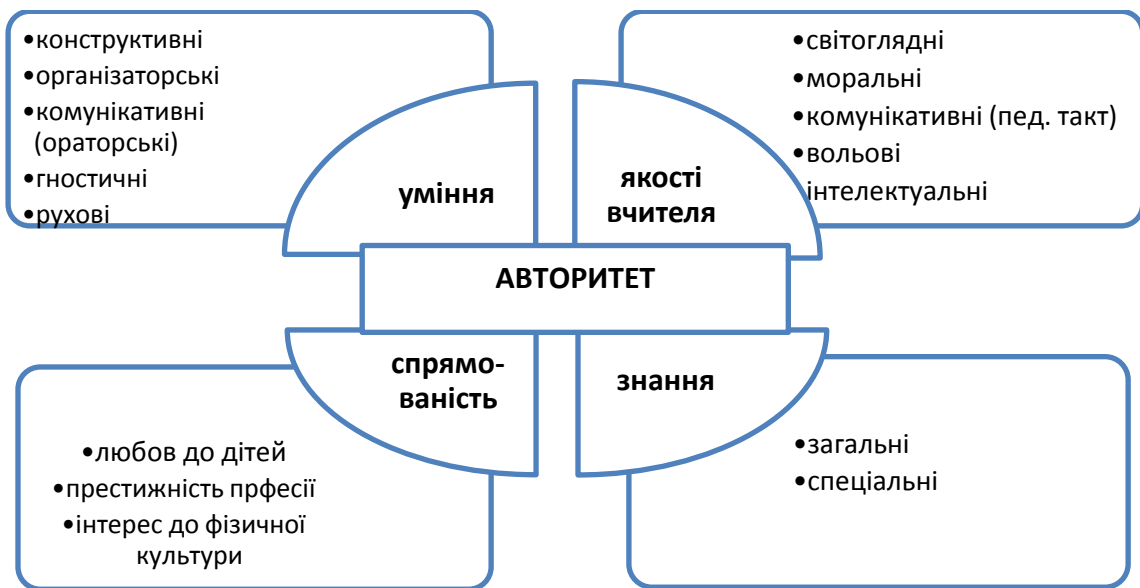 •конструктивні
•організаторські
•комунікативні
(ораторські)
•гностичні
•рухові
•світоглядні
•моральні
•комунікативні (пед. такт)
•вольові
інтелектуальні
уміння
якості
вчителя
АВТОРИТЕТ
спрямо-
ваність
знання
•любов до дітей
•престижність прфесії
•інтерес до фізичної
культури
•загальні
•спеціальні